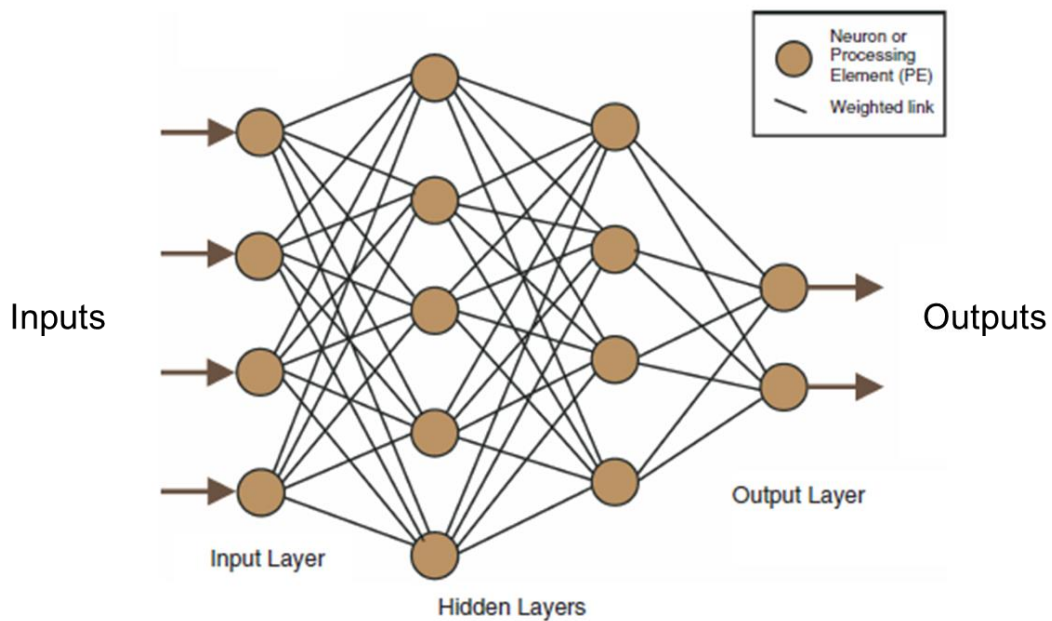 Neuron or
Processing
Element (PE)
Weighted link
Inputs
Outputs
Output Layer
Input Layer
Hidden Layers